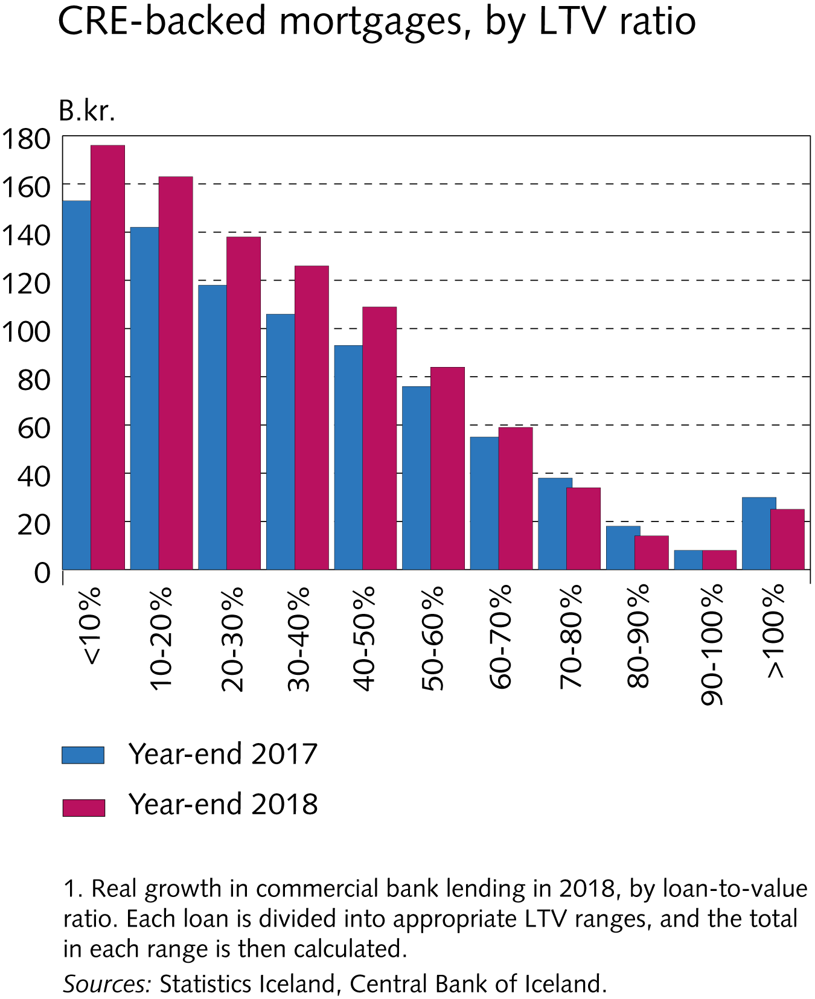 CRE-backed mortgages, by LTV ratio
B.kr.
180
160
140
120
100
80
60
40
20
0
<10%
10-20%
20-30%
30-40%
40-50%
50-60%
60-70%
70-80%
80-90%
90-100%
>100%
Year-end 2017
Year-end 2018
1. Real growth in commercial bank lending in 2018, by loan-to-value
ratio. Each loan is divided into appropriate LTV ranges, and the total
in each range is then calculated.
Sources: Statistics Iceland, Central Bank of Iceland.